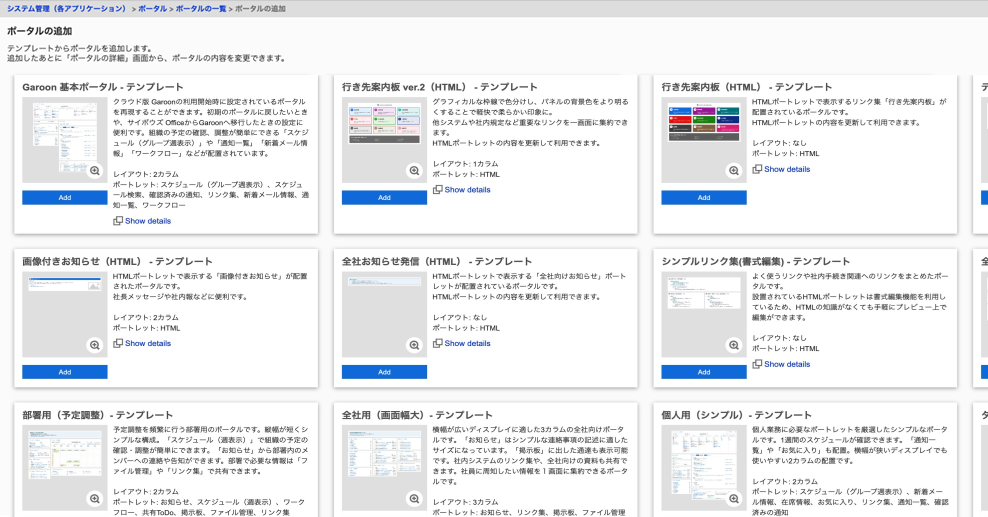 システム管理（各アプリケーション） > ポータル > ポータルの一覧 > ポータルの追加
ポータルの追加
テンプレートからポータルを追加します。
追加したあとに「ポータルの詳細」画面から、ポータルの内容を変更できます。
Garoon 基本ポータル - テンプレート
クラウド版 Garoonの利用開始時に設定されているポータル
を再現することができます。初期のポータルに戻したいとき
や、サイボウズ OfficeからGaroonへ移行したときの設定に
便利です。組織の予定の確認、調整が簡単にできる「スケジ
ュール（グループ週表示）」や「通知一覧」「新着メール情
報」「ワークフロー」などが配置されています。
レイアウト: 2カラム
ポートレット: スケジュール（グループ週表示）、スケジュ
ール検索、確認済みの通知、リンク集、新着メール情報、通
知一覧、ワークフロー
Add
Show details
行き先案内板 ver.2（HTML） - テンプレート
グラフィカルな枠線で色分けし、パネルの背景色をより明る
くすることで軽快で柔らかい印象に。
他システムや社内規定など重要なリンクを一画面に集約でき
ます。
HTMLポートレットの内容を更新して利用できます。
レイアウト: 1カラム
ポートレット: HTML
Add
Show details
行き先案内板（HTML） - テンプレート
HTMLポートレットで表示するリンク集「行き先案内板」が
配置されているポータルです。
HTMLポートレットの内容を更新して利用できます。
レイアウト: なし
ポートレット: HTML
Add
Show details
画像付きお知らせ（HTML） - テンプレート
HTMLポートレットで表示する「画像付きお知らせ」が配置
されたポータルです。
社長メッセージや社内報などに便利です。
レイアウト: 2カラム
ポートレット: HTML
Show details
Add
全社お知らせ発信（HTML） - テンプレート
HTMLポートレットで表示する「全社向けお知らせ」ポート
レットが配置されているポータルです。
HTMLポートレットの内容を更新して利用できます。
レイアウト: なし
ポートレット: HTML
Show details
Add
シンプルリンク集(書式編集) - テンプレート
よく使うリンクや社内手続き関連へのリンクをまとめたポー
タルです。
設置されているHTMLポートレットは書式編集機能を利用し
ているため、HTMLの知識がなくても手軽にプレビュー上で
編集ができます。
レイアウト: なし
ポートレット: HTML
Show details
Add
部署用（予定調整）- テンプレート
予定調整を頻繁に行う部署用のポータルです。縦幅が短くシ
ンプルな構成。「スケジュール（週表示）」で組織の予定の
確認・調整が簡単にできます。「お知らせ」から部署内のメ
ンバーへの連絡や告知ができます。部署で必要な情報は「フ
ァイル管理」や「リンク集」で共有できます。
レイアウト: 2カラム
ポートレット: お知らせ、スケジュール（週表示）、ワーク
フロー、共有ToDo、掲示板、ファイル管理、リンク集
全社用（画面幅大）- テンプレート
横幅が広いディスプレイに適した3カラムの全社向けポータ
ルです。「お知らせ」はシンプルな連絡事項の記述に適した
サイズになっています。「掲示板」に出した通達も表示可能
です。社内システムのリンク集や、全社向けの資料も共有で
きます。社員に周知したい情報を 1 画面に集約できるポータ
ルです。
レイアウト: 3カラム
ポートレット: お知らせ、リンク集、掲示板、ファイル管理
個人用（シンプル）- テンプレート
個人業務に必要なポートレットを厳選したシンプルなポータ
ルです。1週間のスケジュールが確認できます。「通知一
覧」や「お気に入り」も配置。横幅が狭いディスプレイでも
使いやすい2カラムの配置です。
レイアウト: 2カラム
ポートレット: スケジュール（グループ週表示）、新着メー
ル情報、在席情報、お気に入り、リンク集、通知一覧、確認
済みの通知